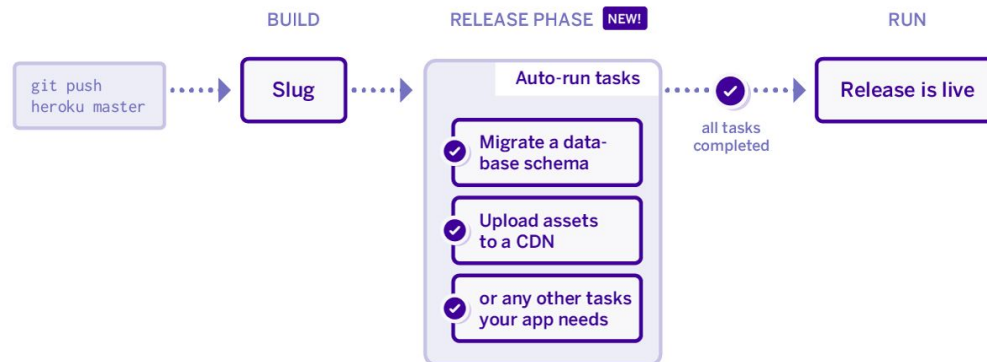 BUILD
RELEASE PHASE NEW!
RUN
git push
heroku master
Slug
Auto-run tasks
Migrate a data-
base schema
Upload assets
to a CDN
or any other tasks
your app needs
all tasks
completed
Release is live